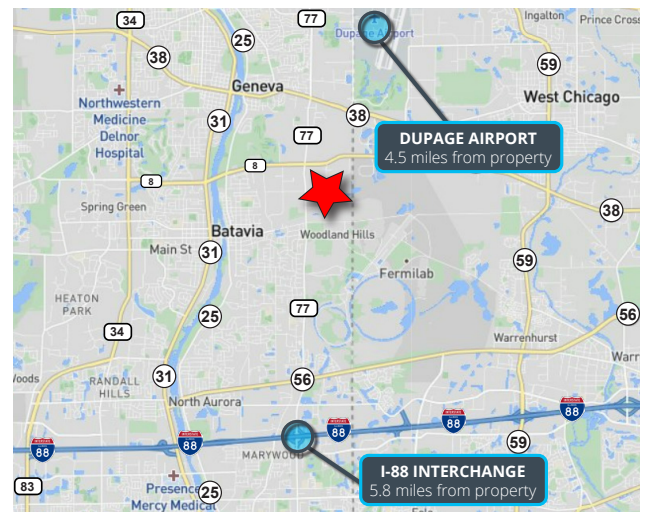 34
77
Ingalton
Prince Cross
Dupage Airport
25
38
59
Geneva
West Chicago
Northwestern
Medicine
Delnor
Hospital
31
38
77
DUPAGE AIRPORT
4.5 miles from property
8
8
Spring Green
38
Batavia
Woodland Hills
Main St
31
59
Fermilab
HEATON
PARK
77
25
56
34
Warrenhurst
Warr
Woods
RANDALL
HILLS
31
56
North Aurora
88
88
88
88
88
59
MARYWOOD
I-88 INTERCHANGE
5.8 miles from property
83
Presence
Mercy Medical
25